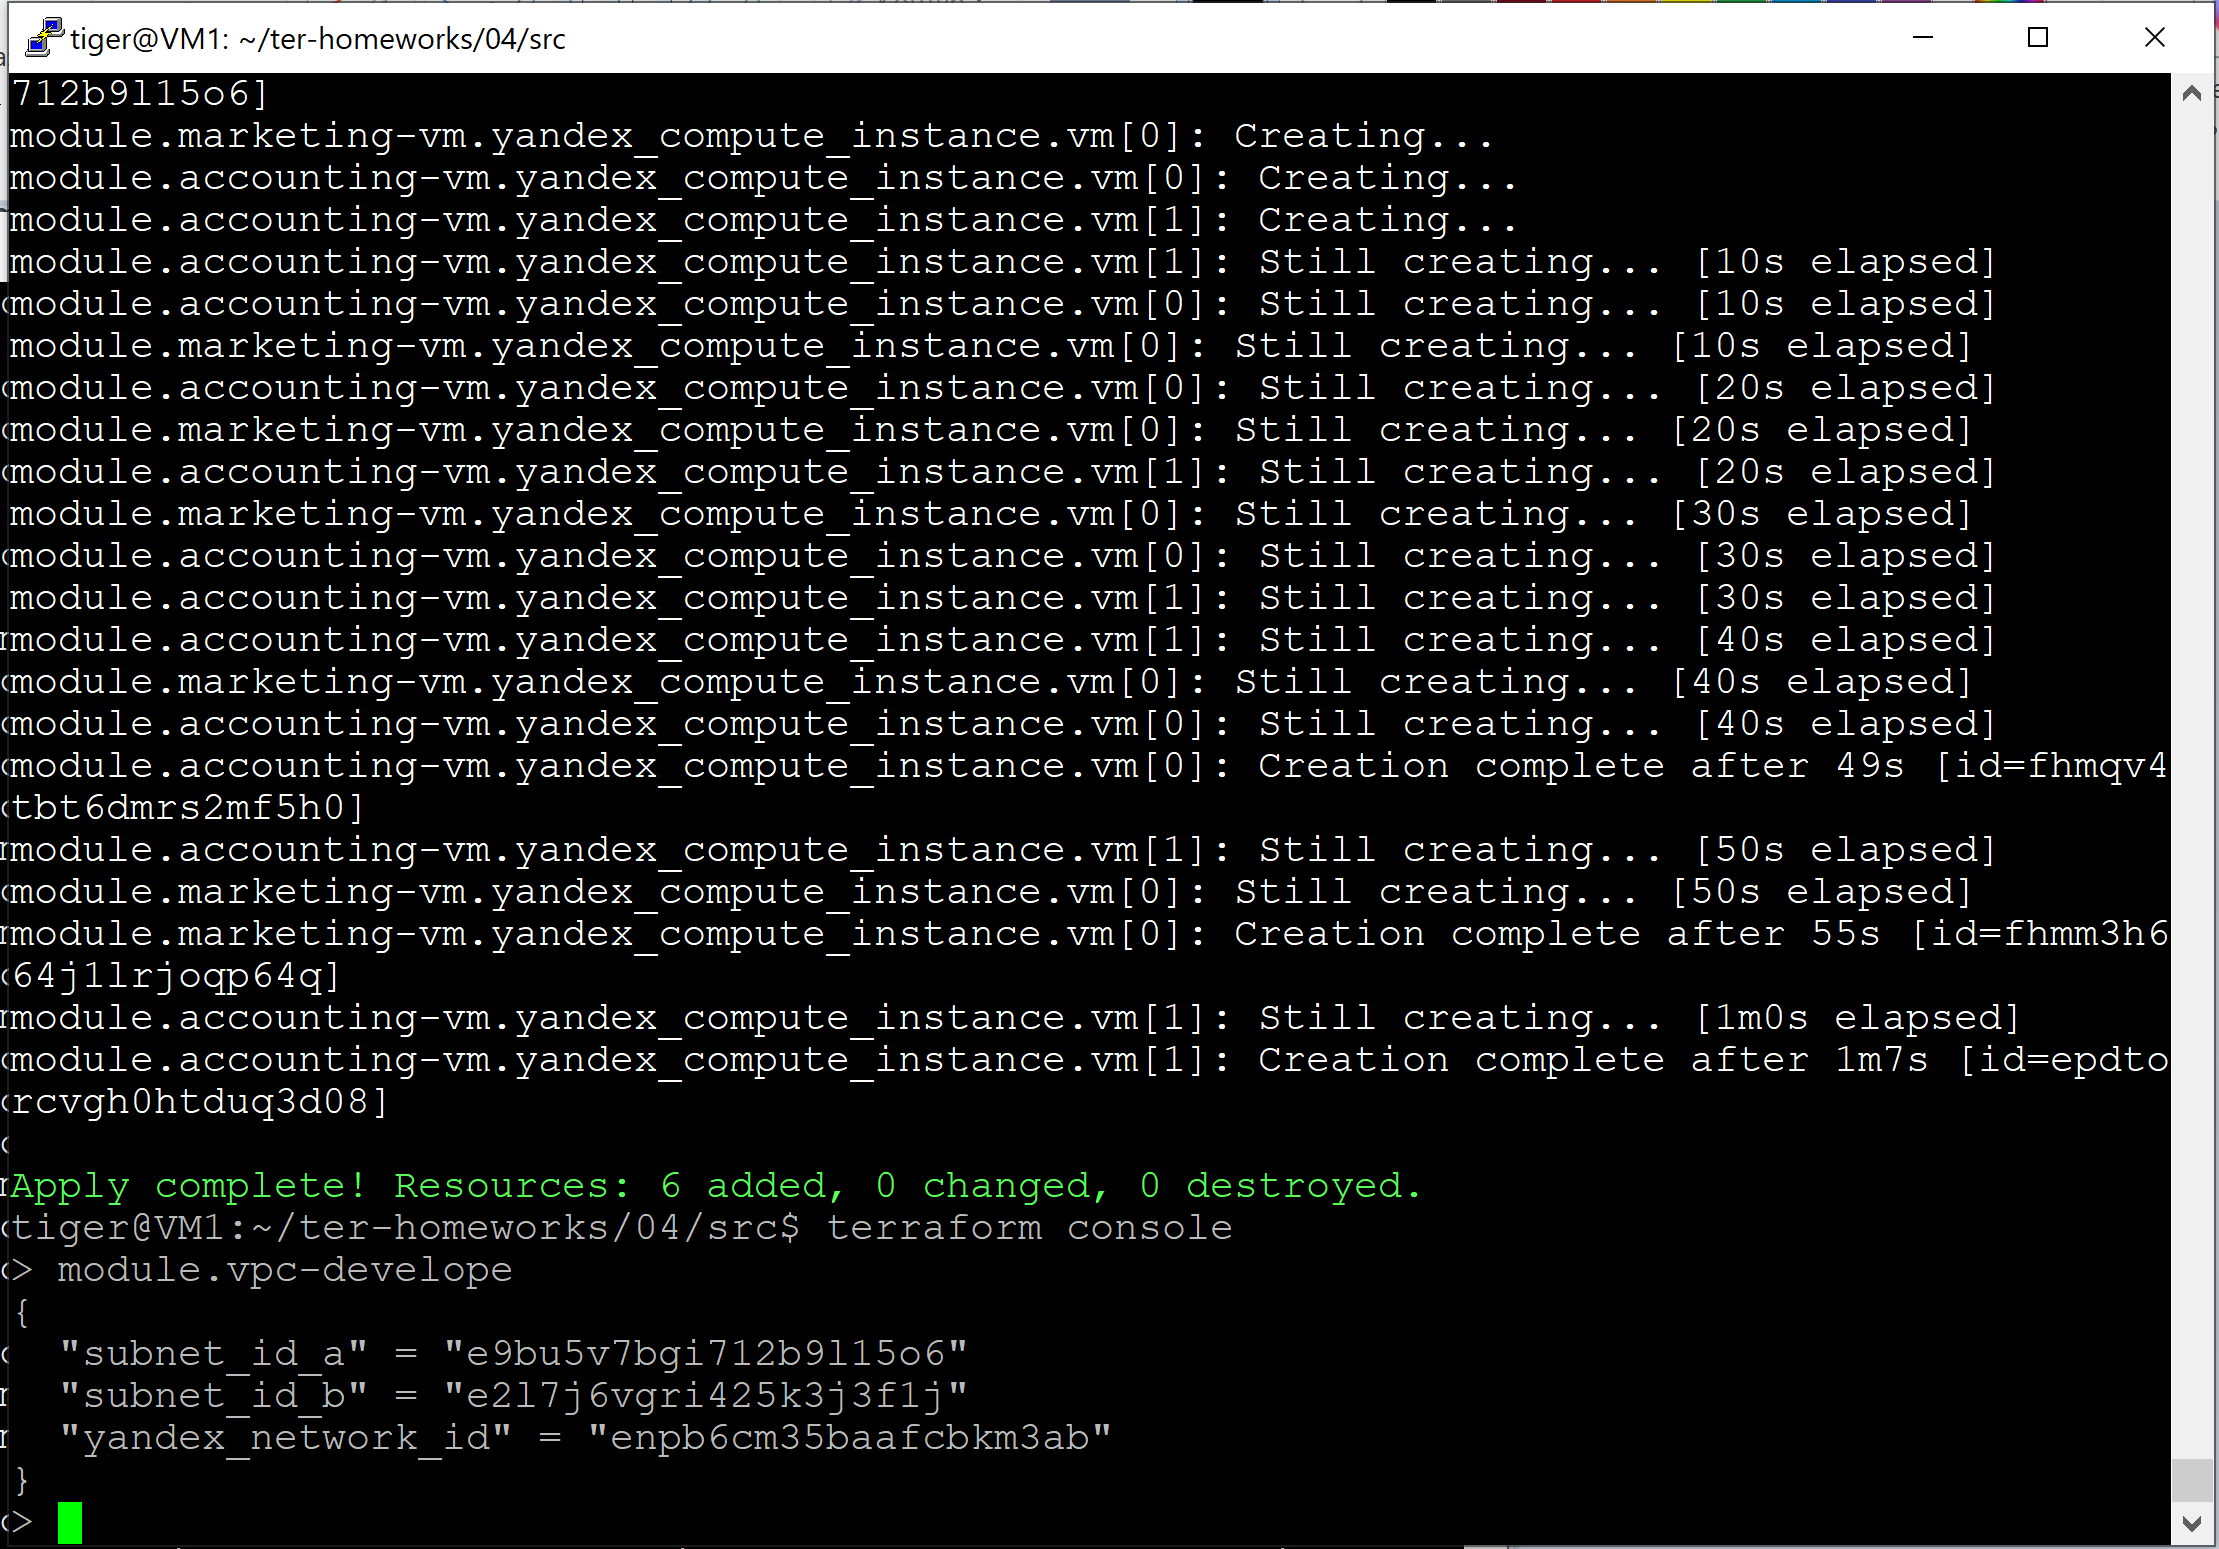 tiger@VM1: ~/ter-homeworks/04/src
712b9l15o6]
module.marketing-vm.yandex_compute_instance.vm[0]: Creating...
module.accounting-vm.yandex_compute_instance.vm[0]: Creating...
module.accounting-vm.yandex_compute_instance.vm[1]: Creating...
module.accounting-vm.yandex_compute_instance.vm[1]: Still creating... [10s elapsed]
module.accounting-vm.yandex_compute_instance.vm[0]: Still creating... [10s elapsed]
module.marketing-vm.yandex_compute_instance.vm[0]: Still creating... [10s elapsed]
module.accounting-vm.yandex_compute_instance.vm[0]: Still creating... [20s elapsed]
module.marketing-vm.yandex_compute_instance.vm[0]: Still creating... [20s elapsed]
module.accounting-vm.yandex_compute_instance.vm[1]: Still creating... [20s elapsed]
module.marketing-vm.yandex_compute_instance.vm[0]: Still creating... [30s elapsed]
module.accounting-vm.yandex_compute_instance.vm[0]: Still creating... [30s elapsed]
module.accounting-vm.yandex_compute_instance.vm[1]: Still creating... [30s elapsed]
module.accounting-vm.yandex_compute_instance.vm[1]: Still creating... [40s elapsed]
module.marketing-vm.yandex_compute_instance.vm[0]: Still creating... [40s elapsed]
module.accounting-vm.yandex_compute_instance.vm[0]: Still creating... [40s elapsed]
module.accounting-vm.yandex_compute_instance.vm[0]: Creation complete after 49s [id=fhmqv4
tbt6dmrs2mf5h0]
module.accounting-vm.yandex_compute_instance.vm[1]: Still creating... [50s elapsed]
module.marketing-vm.yandex_compute_instance.vm[0]: Still creating... [50s elapsed]
module.marketing-vm.yandex_compute_instance.vm[0]: Creation complete after 55s [id=fhmm3h6
64j1lrjoqp64q]
module.accounting-vm.yandex_compute_instance.vm[1]: Still creating... [1m0s elapsed]
module.accounting-vm.yandex_compute_instance.vm[1]: Creation complete after 1m7s [id=epdto
rcvgh0htduq3d08]
Apply complete! Resources: 6 added, 0 changed, 0 destroyed.
tiger@VM1:~/ter-homeworks/04/src$ terraform console
> module.vpc-develope
{
  "subnet_id_a" = "e9bu5v7bgi712b9l15o6"
  "subnet_id_b" = "e2l7j6vgri425k3j3f1j"
  "yandex_network_id" = "enpb6cm35baafcbkm3ab"
}
>